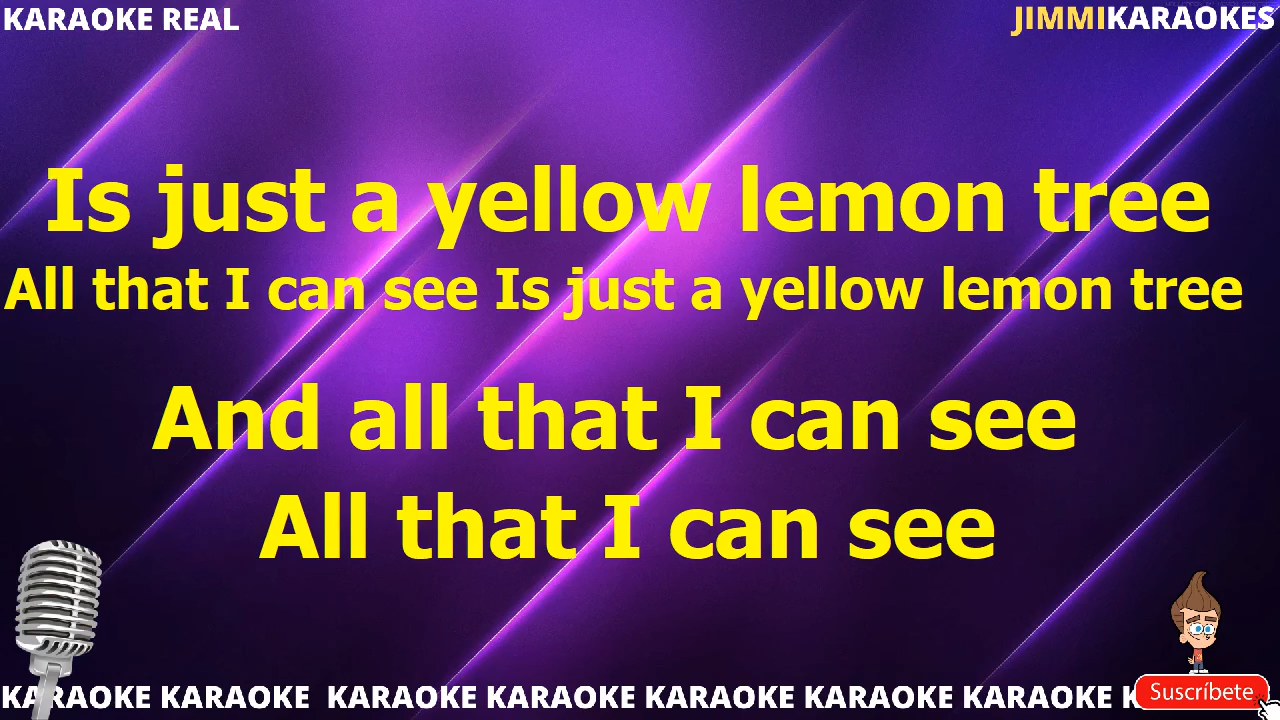 KARAOKE REAL
JIMMIKARAOKES
Is just a yellow lemon tree
All that I can see Is just a yellow lemon tree
And all that I can see
All that I can see
KARAOKE KARAOKE KARAOKE KARAOKE KARAOKE KARAOKE KARAOKE
Suscríbete